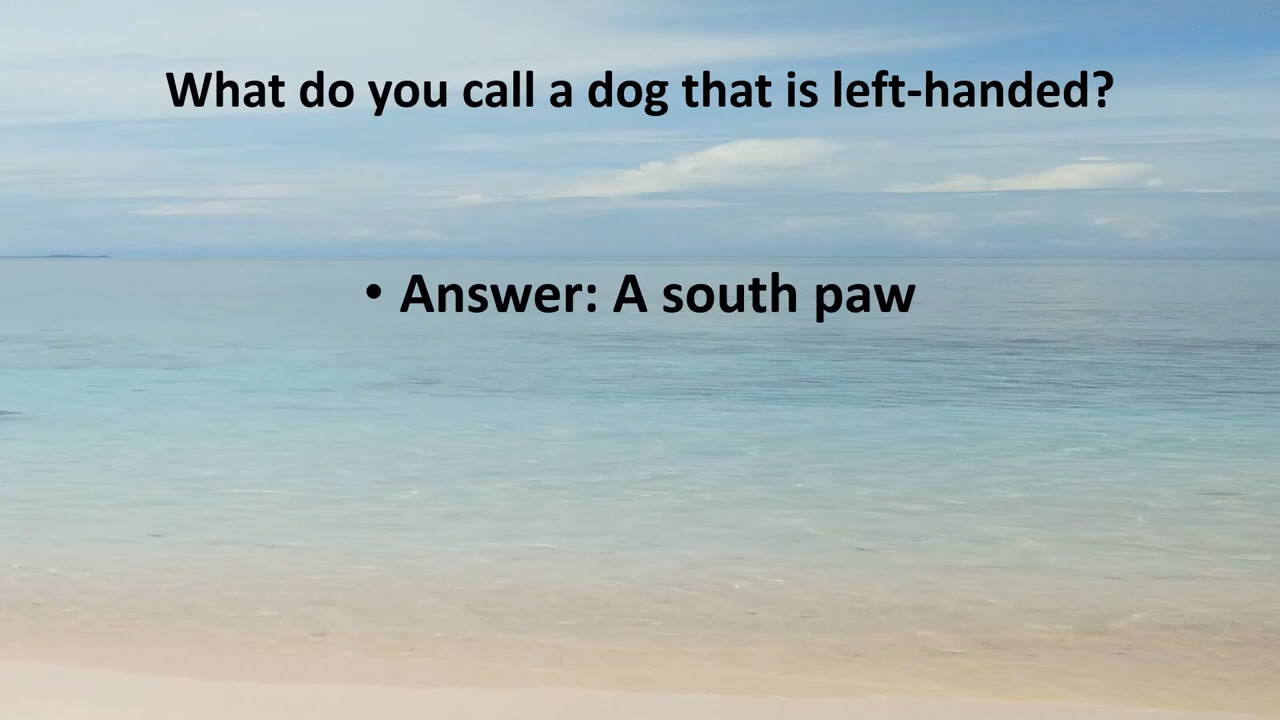 What do you call a dog that is left-handed?
• Answer: A south paw